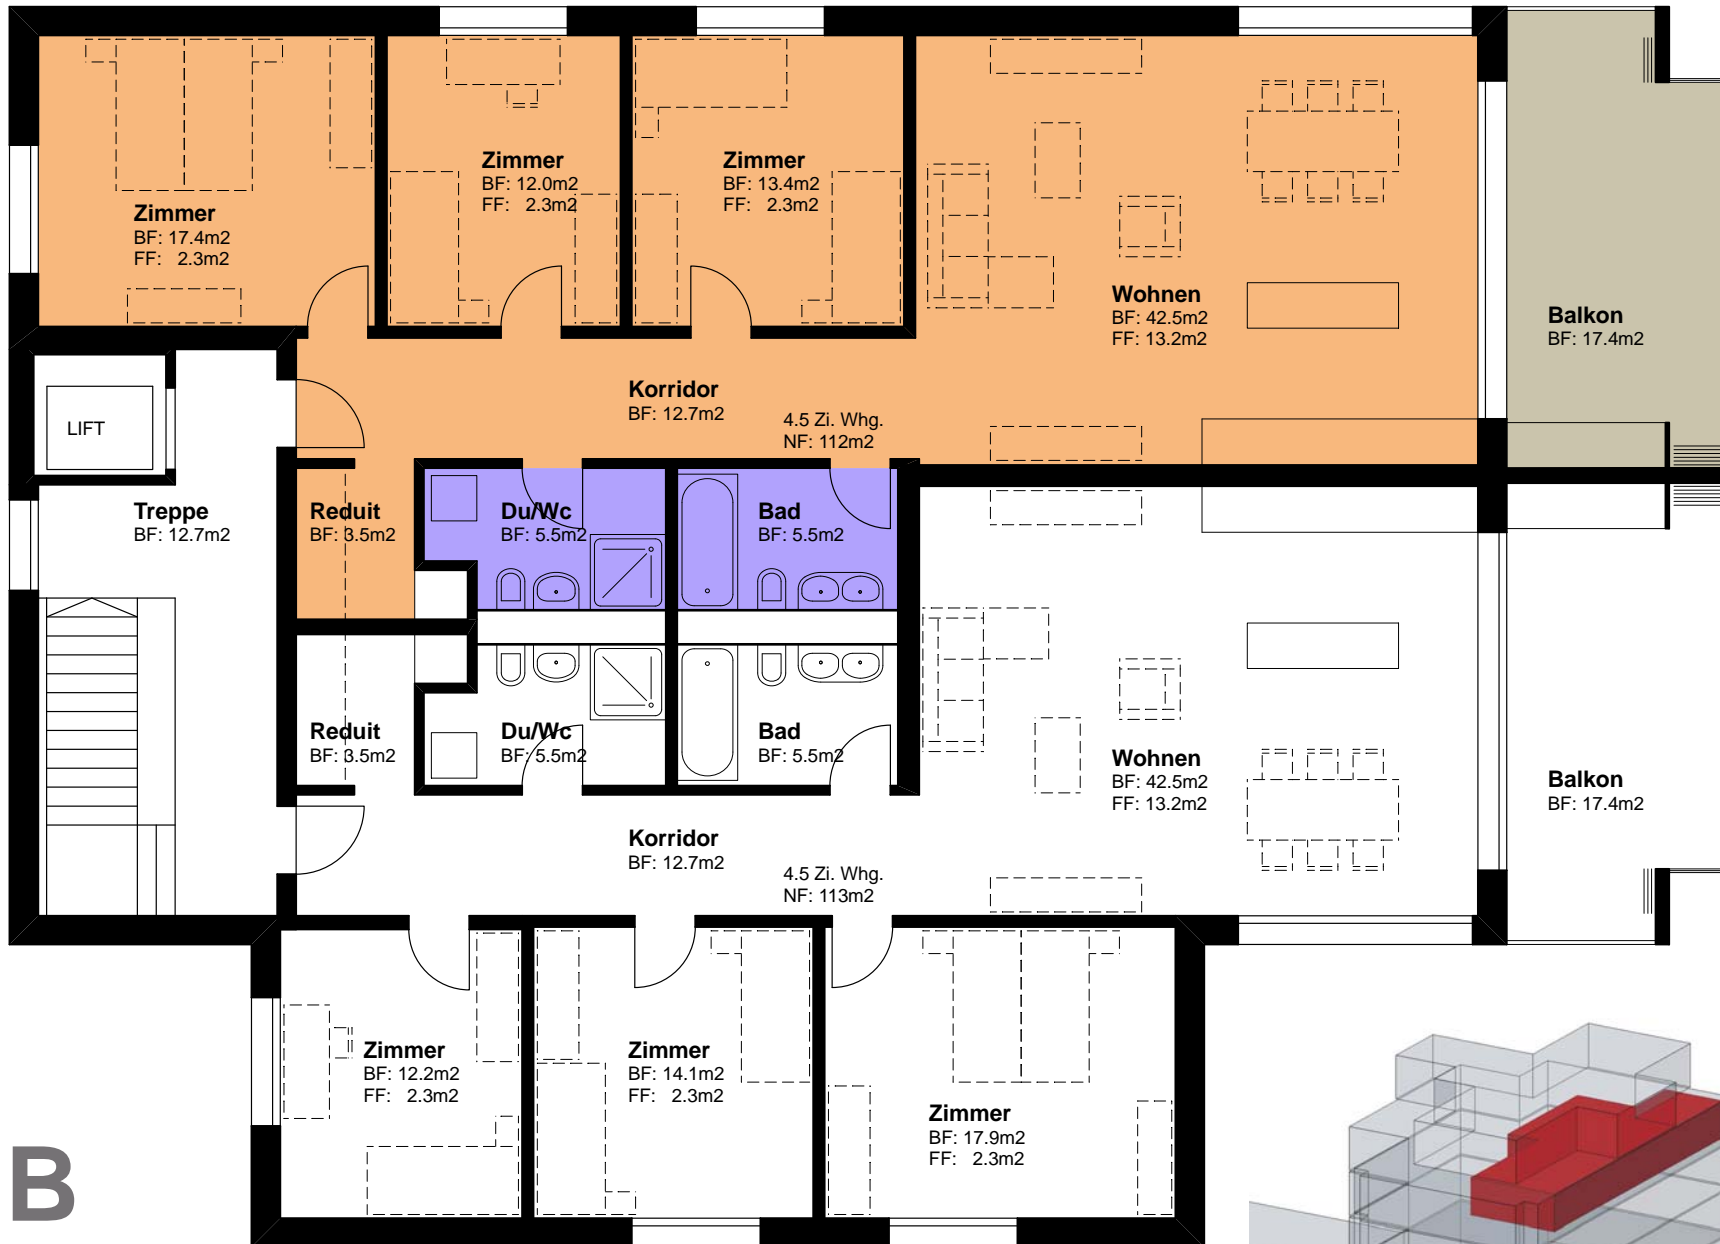 Zimmer
BF: 17.4m2
FF: 2.3m2
Zimmer
BF: 12.0m2
FF: 2.3m2
Zimmer
BF: 13.4m2
FF: 2.3m2
Wohnen
BF: 42.5m2
FF: 13.2m2
Balkon
BF: 17.4m2
LIFT
Korridor
BF: 12.7m2
4.5 Zi. Whg.
NF: 112m2
Treppe
BF: 12.7m2
Reduit
BF: 3.5m2
Du/Wc
BF: 5.5m2
Bad
BF: 5.5m2
Reduit
BF: 3.5m2
Du/Wc
BF: 5.5m2
Bad
BF: 5.5m2
Wohnen
BF: 42.5m2
FF: 13.2m2
Balkon
BF: 17.4m2
Korridor
BF: 12.7m2
4.5 Zi. Whg.
NF: 113m2
Zimmer
BF: 12.2m2
FF: 2.3m2
Zimmer
BF: 14.1m2
FF: 2.3m2
Zimmer
BF: 17.9m2
FF: 2.3m2
B